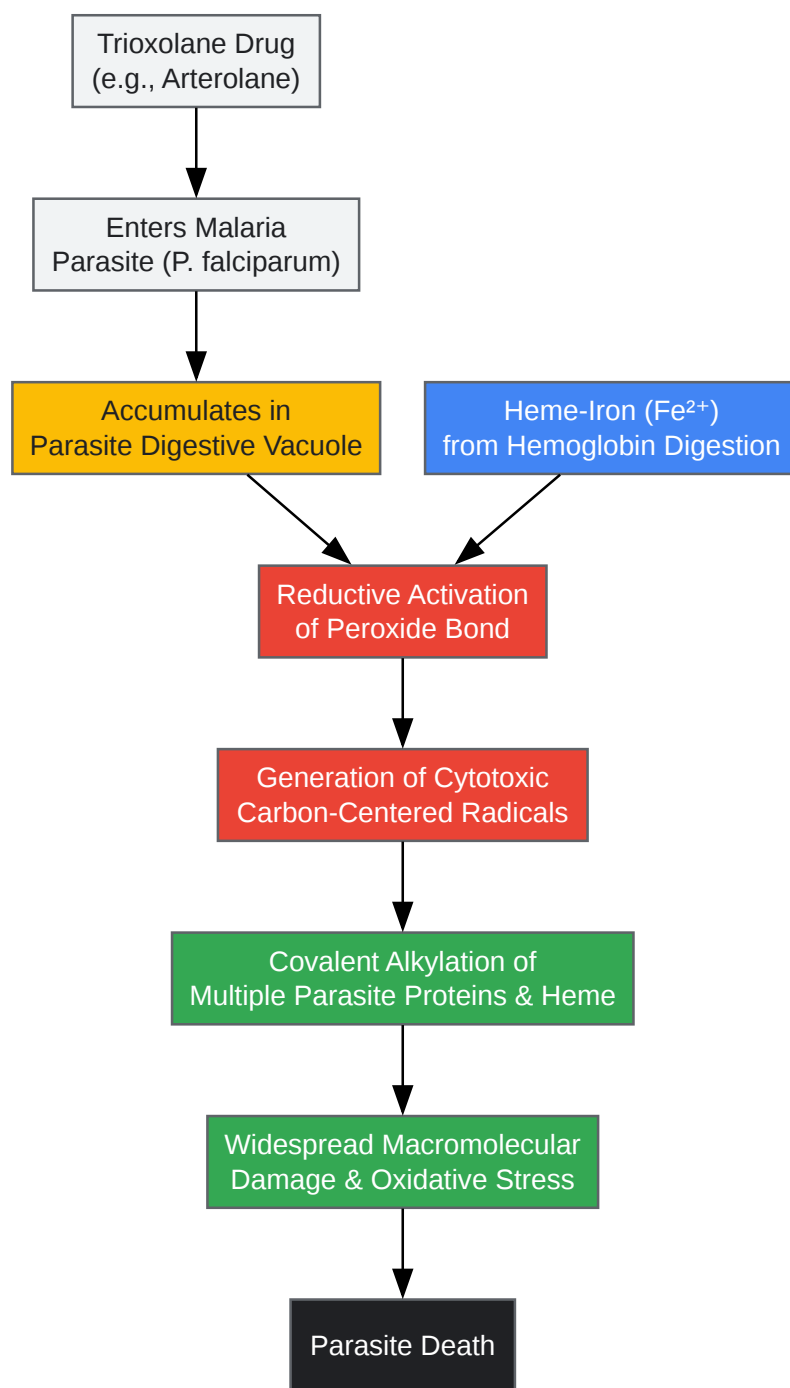 Trioxolane Drug
(e.g., Arterolane)
Enters Malaria
Parasite (P. falciparum)
Accumulates in
Parasite Digestive Vacuole
Heme-Iron (Fe²⁺)
from Hemoglobin Digestion
Reductive Activation
of Peroxide Bond
Generation of Cytotoxic
Carbon-Centered Radicals
Covalent Alkylation of
Multiple Parasite Proteins & Heme
Widespread Macromolecular
Damage & Oxidative Stress
Parasite Death